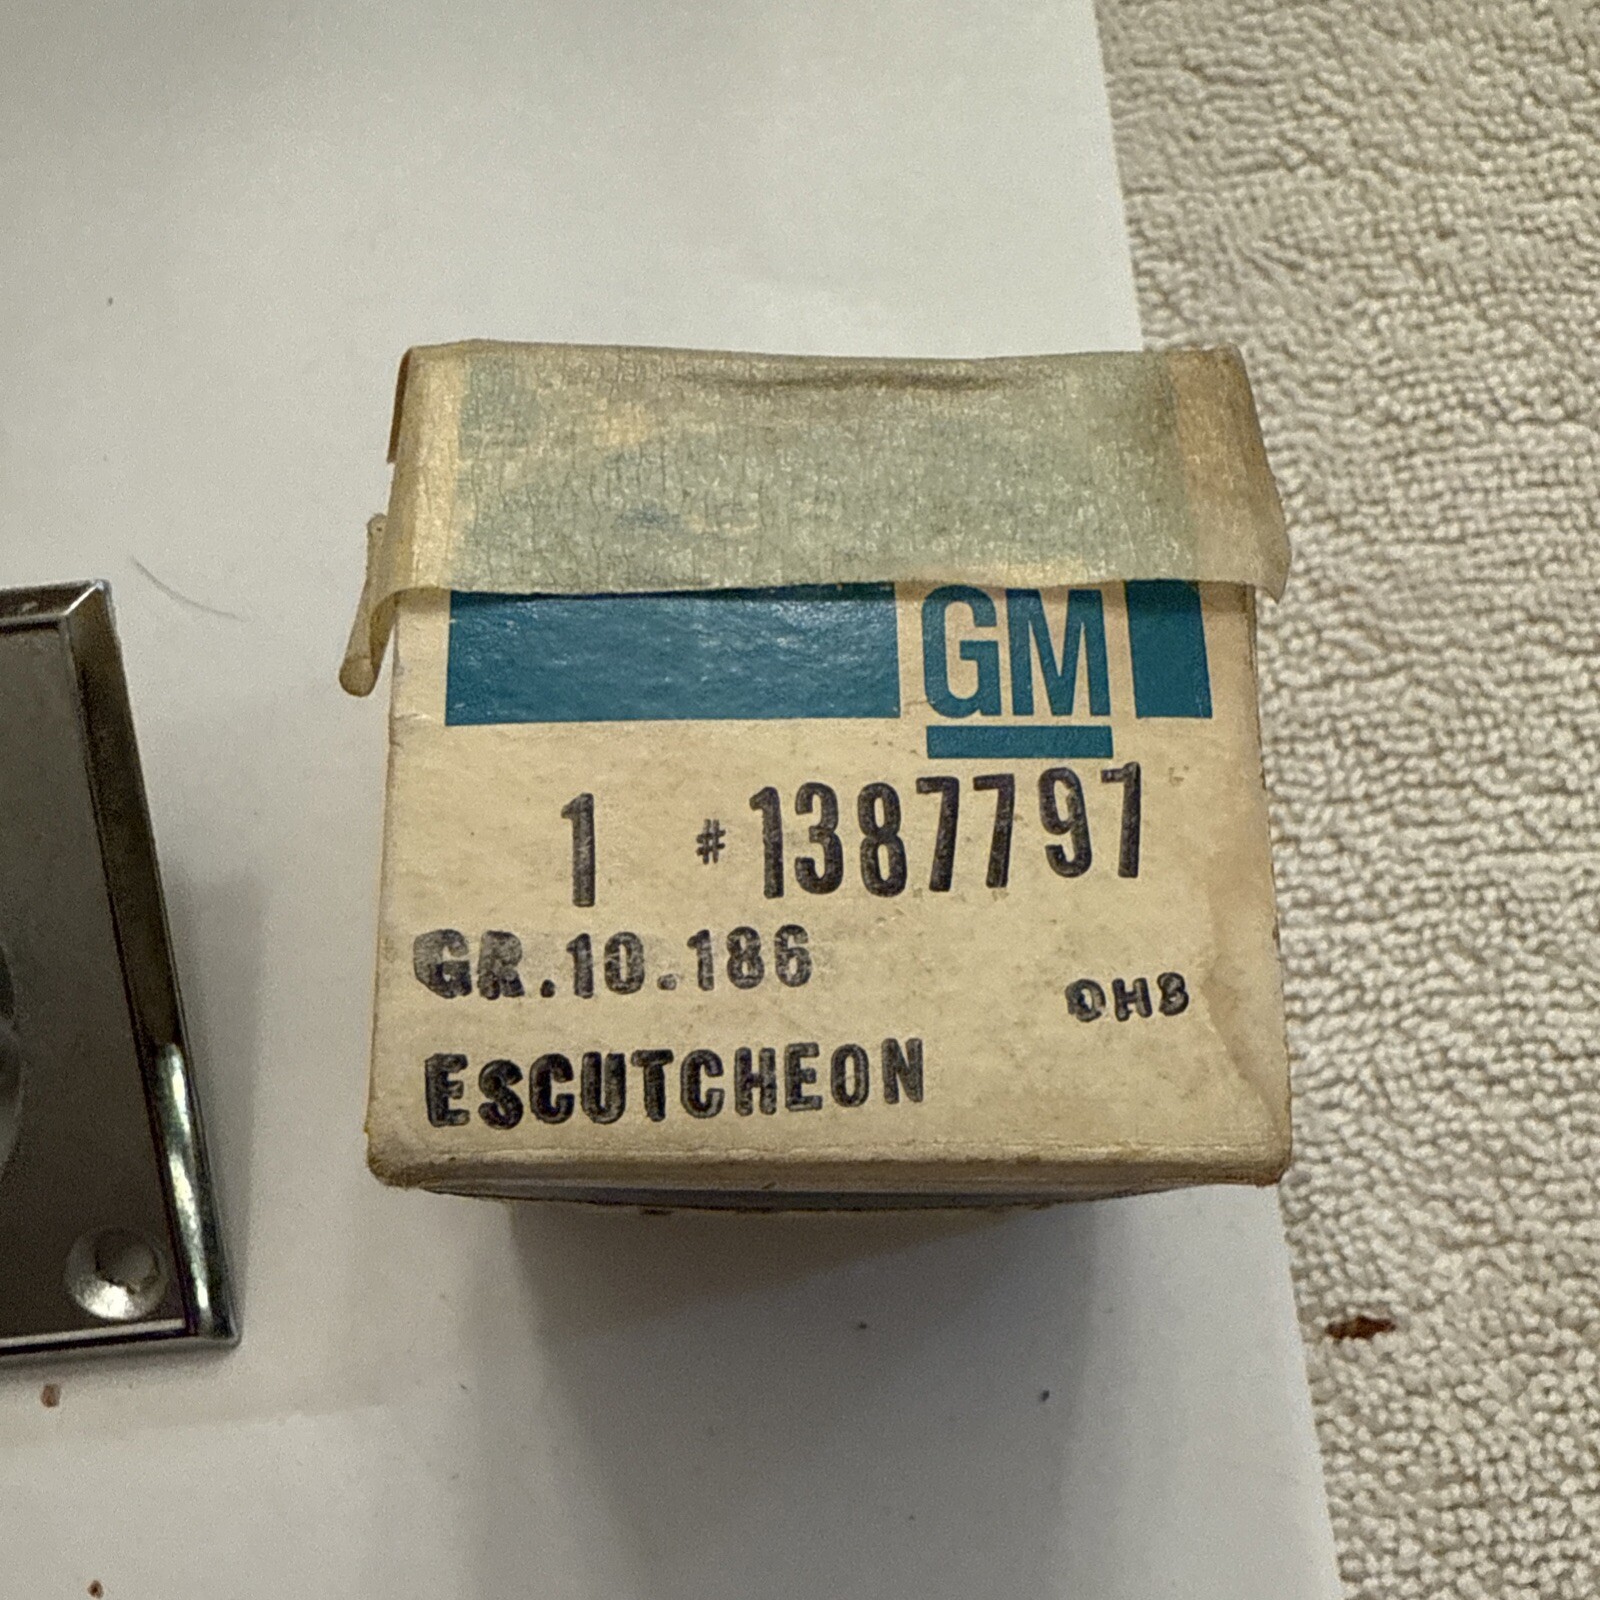 GM
1 #1387797
GR.10.186
OHB
ESCUTCHEON